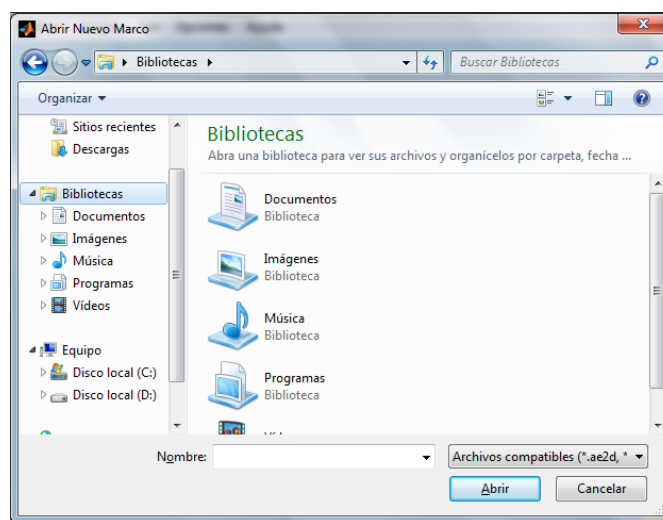 Abrir Nuevo Marco
Opciones Ayuda
Bibliotecas
Buscar Bibliotecas
Organizar
Sitios recientes
Descargas
Bibliotecas
Documentos
Imágenes
Música
Programas
Vídeos
Equipo
Disco local (C:)
Disco local (D:)
Bibliotecas
Abra una biblioteca para ver sus archivos y organícelos por carpeta, fecha ...
Documentos
Biblioteca
Imágenes
Biblioteca
Música
Biblioteca
Programas
Biblioteca
Nombre:
Archivos compatibles (*.ae2d, *
Abrir
Cancelar